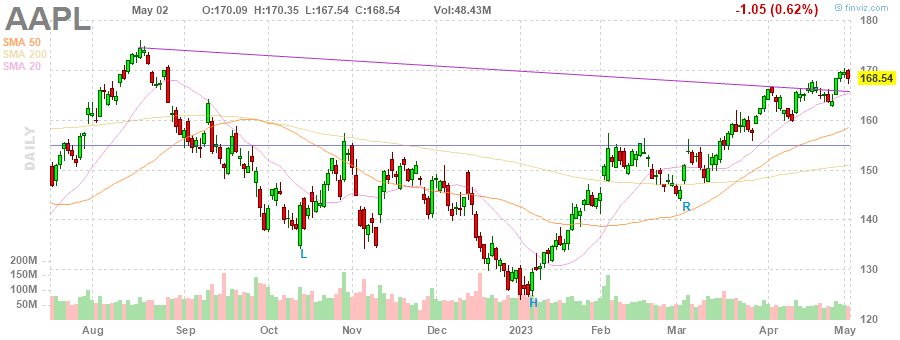 AAPL
May 02 O:170.09 H:170.35 L:167.54 C:168.54 Vol:48.43M -1.05 (0.62%)
© finviz.com
SMA 50
SMA 200
SMA 20
DAILY
180
170
168.54
160
150
140
130
120
200M
150M
100M
50M
L
H
R
Aug Sep Oct Nov Dec 2023 Feb Mar Apr May